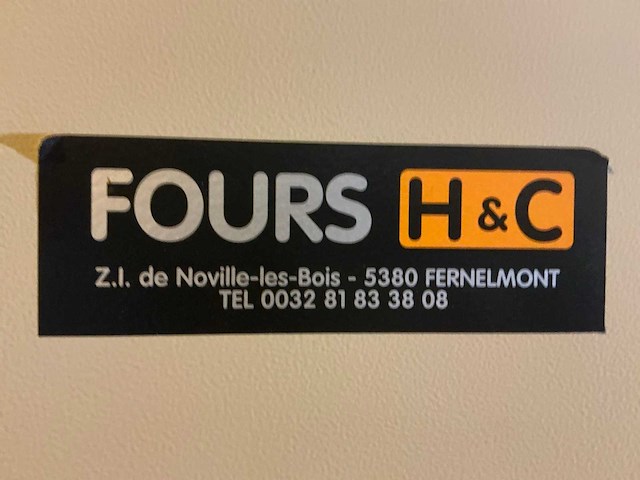 FOURS H & C
Z.I. de Noville-les-Bois - 5380 FERNELMONT
TEL 0032 81 83 38 08